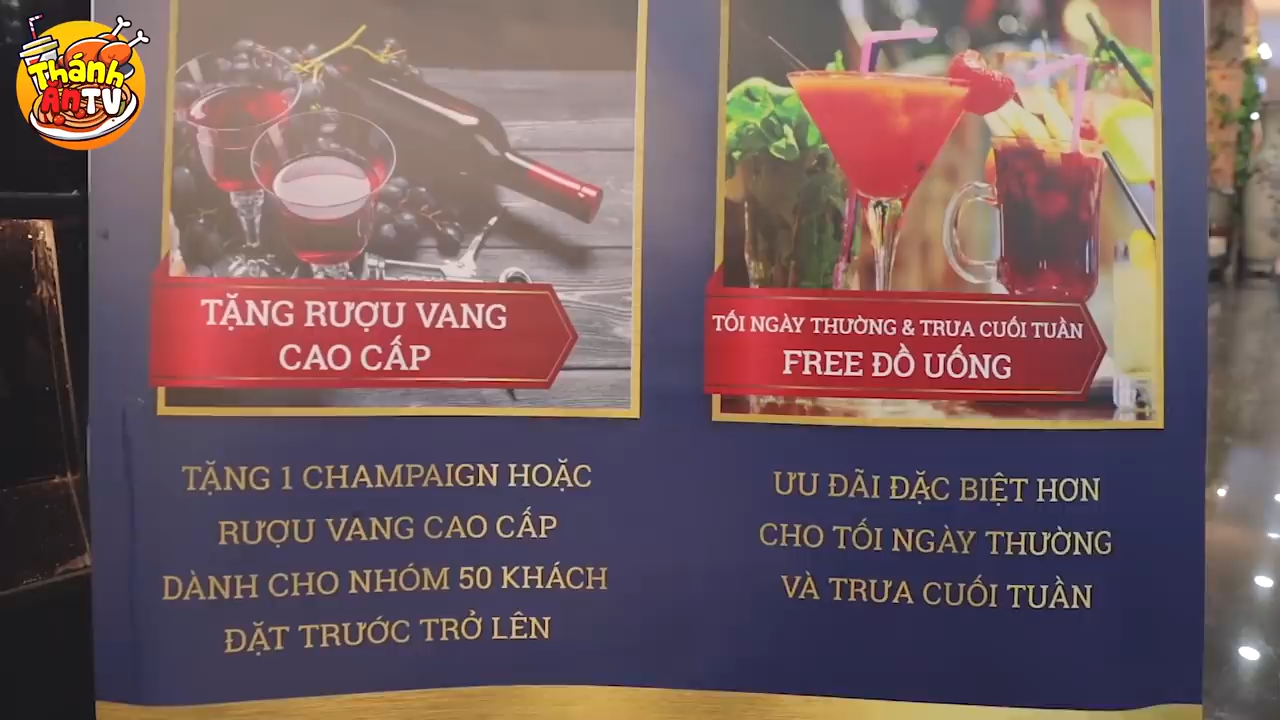 Thánh
Ăn TV
TẶNG RƯỢU VANG
CAO CẤP
TẶNG 1 CHAMPAIGN HOẶC
RƯỢU VANG CAO CẤP
DÀNH CHO NHÓM 50 KHÁCH
ĐẶT TRƯỚC TRỞ LÊN
TỐI NGÀY THƯỜNG & TRƯA CUỐI TUẦN
FREE ĐỒ UỐNG
ƯU ĐÃI ĐẶC BIỆT HƠN
CHO TỐI NGÀY THƯỜNG
VÀ TRƯA CUỐI TUẦN